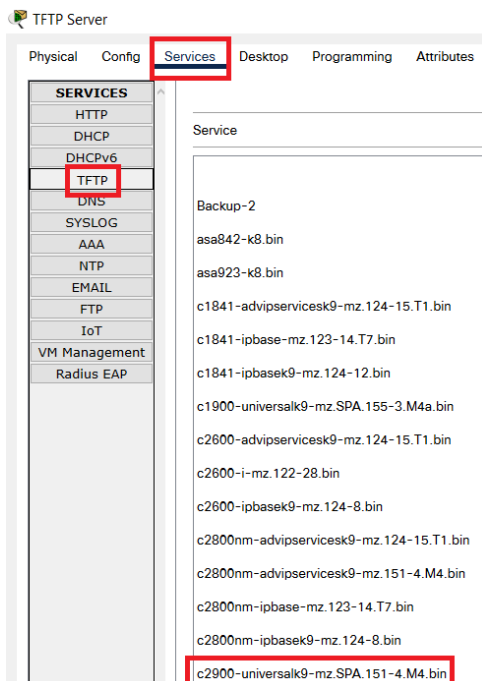 TFTP Server
Physical Config Services Desktop Programming Attributes
SERVICES
HTTP
DHCP
DHCPv6
TFTP
DNS
SYSLOG
AAA
NTP
EMAIL
FTP
IoT
VM Management
Radius EAP
Service
Backup-2
asa842-k8.bin
asa923-k8.bin
c1841-advipservicesk9-mz.124-15.T1.bin
c1841-ipbase-mz.123-14.T7.bin
c1841-ipbasek9-mz.124-12.bin
c1900-universalk9-mz.SPA.155-3.M4a.bin
c2600-advipservicesk9-mz.124-15.T1.bin
c2600-i-mz.122-28.bin
c2600-ipbasek9-mz.124-8.bin
c2800nm-advipservicesk9-mz.124-15.T1.bin
c2800nm-advipservicesk9-mz.151-4.M4.bin
c2800nm-ipbase-mz.123-14.T7.bin
c2800nm-ipbasek9-mz.124-8.bin
c2900-universalk9-mz.SPA.151-4.M4.bin